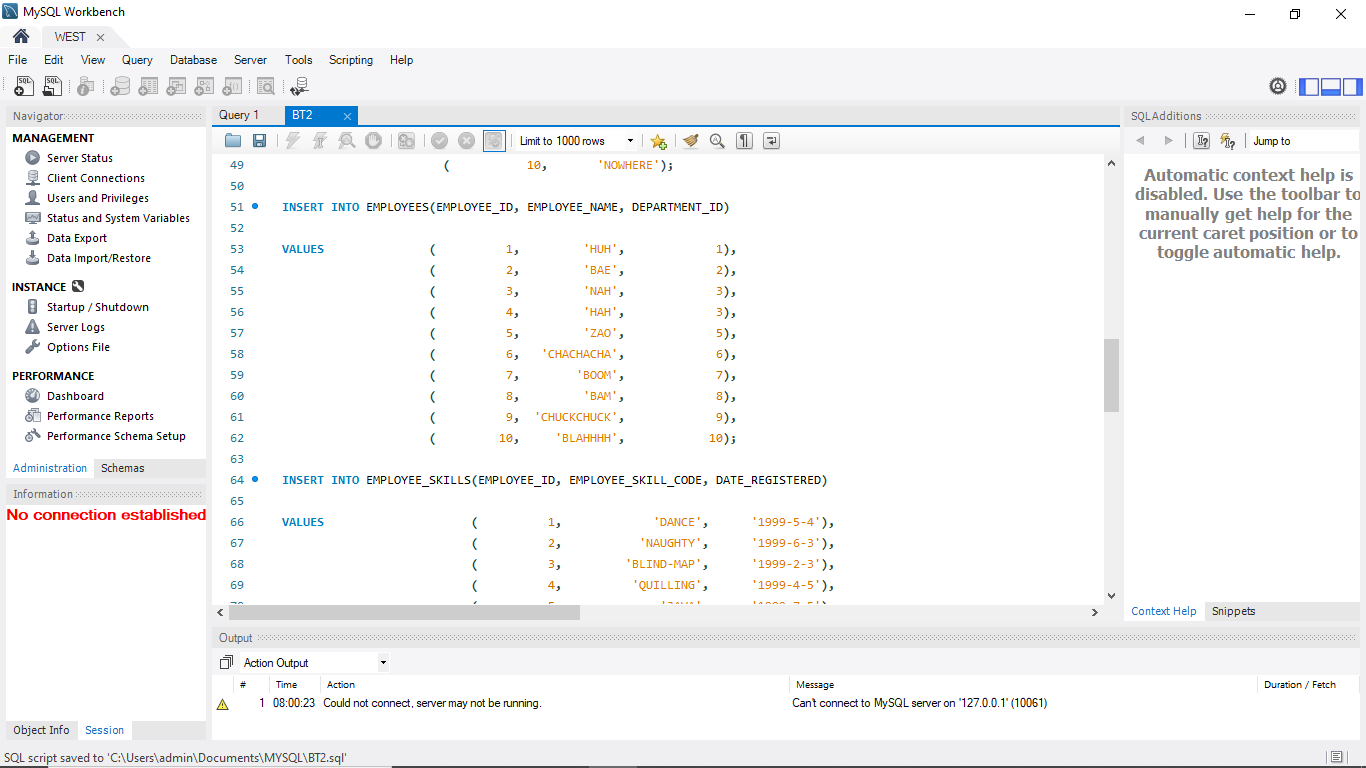 MySQL Workbench
WEST
File Edit View Query Database Server Tools Scripting Help
Navigator
MANAGEMENT
Server Status
Client Connections
Users and Privileges
Status and System Variables
Data Export
Data Import/Restore
INSTANCE
Startup / Shutdown
Server Logs
Options File
PERFORMANCE
Dashboard
Performance Reports
Performance Schema Setup
Administration Schemas
Information
No connection established
Object Info Session
Query 1 BT2
Limit to 1000 rows
49 ( 10, 'NOWHERE');
50
51 INSERT INTO EMPLOYEES(EMPLOYEE_ID, EMPLOYEE_NAME, DEPARTMENT_ID)
52
53 VALUES ( 1, 'HUH', 1),
54 ( 2, 'BAE', 2),
55 ( 3, 'NAH', 3),
56 ( 4, 'HAH', 3),
57 ( 5, 'ZAO', 5),
58 ( 6, 'CHACHACHA', 6),
59 ( 7, 'BOOM', 7),
60 ( 8, 'BAM', 8),
61 ( 9, 'CHUCKCHUCK', 9),
62 ( 10, 'BLAHHHH', 10);
63
64 INSERT INTO EMPLOYEE_SKILLS(EMPLOYEE_ID, EMPLOYEE_SKILL_CODE, DATE_REGISTERED)
65
66 VALUES ( 1, 'DANCE', '1999-5-4'),
67 ( 2, 'NAUGHTY', '1999-6-3'),
68 ( 3, 'BLIND-MAP', '1999-2-3'),
69 ( 4, 'QUILLING', '1999-4-5'),
SQLAdditions
Jump to
Automatic context help is
disabled. Use the toolbar to
manually get help for the
current caret position or to
toggle automatic help.
Context Help Snippets
Output
Action Output
# Time Action Message Duration / Fetch
1 08:00:23 Could not connect, server may not be running. Can't connect to MySQL server on '127.0.0.1' (10061)
SQL script saved to 'C:\Users\admin\Documents\MYSQL\BT2.sql'